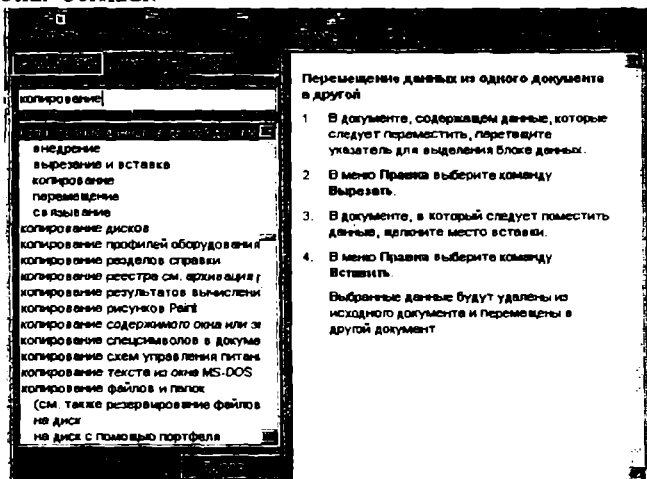 копирование
внедрение
вырезание и вставка
копирование
перемещение
связывание
копирование дисков
копирование профилей оборудования
копирование разделов справки
копирование реестра см. архивация р
копирование результатов вычислени
копирование рисунков Paint
копирование содержимого окна или эк
копирование спецсимволов в докуме
копирование схем управления питан
копирование текста из окна MS-DOS
копирование файлов и папок
(см. также резервирование файлов
на диск
на диск с помощью портфеля
Перемещение данных из одного документа
в другой
1 В документе, содержащем данные, которые
следует переместить, перетащите
указатель для выделения блока данных.
2 В меню Правка выберите команду
Вырезать.
3. В документе, в который следует поместить
данные, щелкните место вставки.
4. В меню Правка выберите команду
Вставить.
Выбранные данные будут удалены из
исходного документа и перемещены в
другой документ